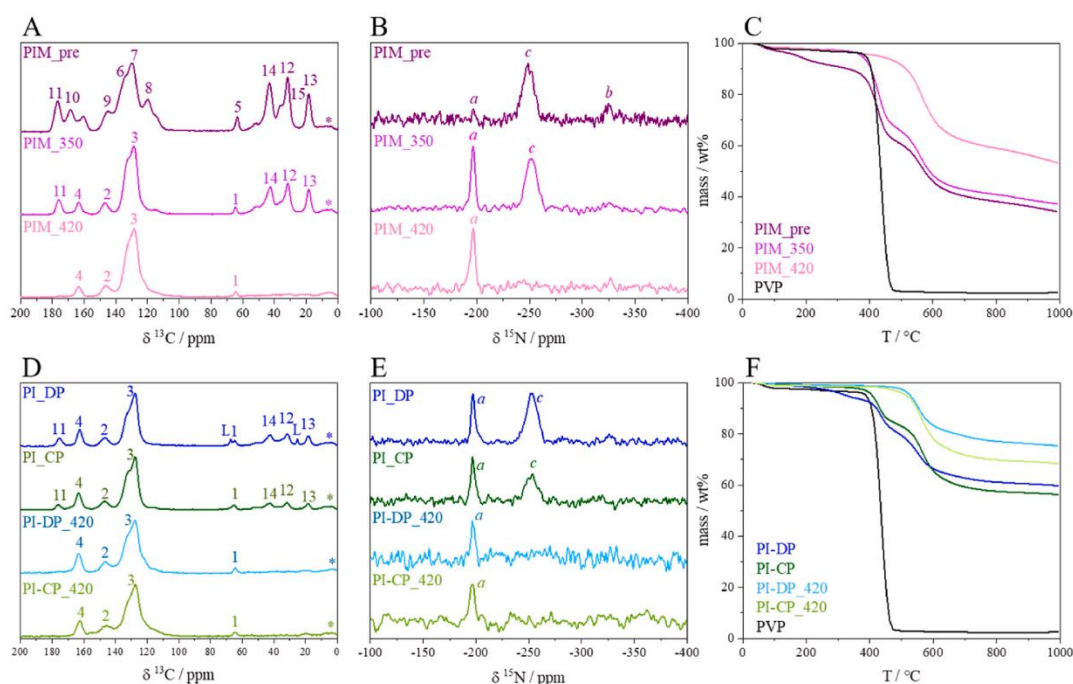 A
PIM_pre
7
6
11 10
9
8
5
14 12
15 13
*
PIM_350
3
11 4
2
1
14 12
13
*
PIM_420
3
4
2
1
200 180 160 140 120 100 80 60 40 20 0
δ ¹³C / ppm
B
PIM_pre
a
c
b
PIM_350
a
c
PIM_420
a
-100 -150 -200 -250 -300 -350 -400
δ ¹⁵N / ppm
C
100
80
60
40
20
0
mass / wt%
PIM_pre
PIM_350
PIM_420
PVP
0 200 400 600 800 1000
T / °C
D
PI_DP
3
11
4
2
L1
14 12 L 13
*
PI_CP
3
11
4
2
1
14 12
13 *
PI-DP_420
3
4
2
1
*
PI-CP_420
3
4
2
1
*
200 180 160 140 120 100 80 60 40 20 0
δ ¹³C / ppm
E
PI_DP
a
c
PI_CP
a
c
PI-DP_420
a
PI-CP_420
a
-100 -150 -200 -250 -300 -350 -400
δ ¹⁵N / ppm
F
100
80
60
40
20
0
mass / wt%
PI-DP
PI-CP
PI-DP_420
PI-CP_420
PVP
0 200 400 600 800 1000
T / °C